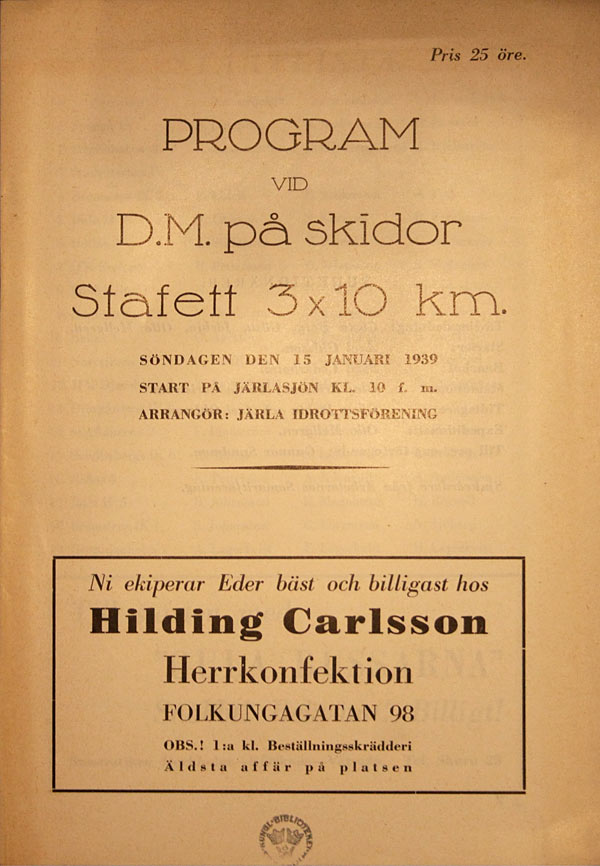 Pris 25 öre.
PROGRAM
VID
D.M. på skidor
Stafett 3x10 km.
SÖNDAGEN DEN 15 JANUARI 1939
START PÅ JÄRLASJÖN KL. 10 f. m.
ARRANGÖR: JÄRLA IDROTTSFÖRENING
Ni ekiperar Eder bäst och billigast hos
Hilding Carlsson
Herrkonfektion
FOLKUNGAGATAN 98
OBS.! 1:a kl. Beställningsskrädderi
Äldsta affär på platsen